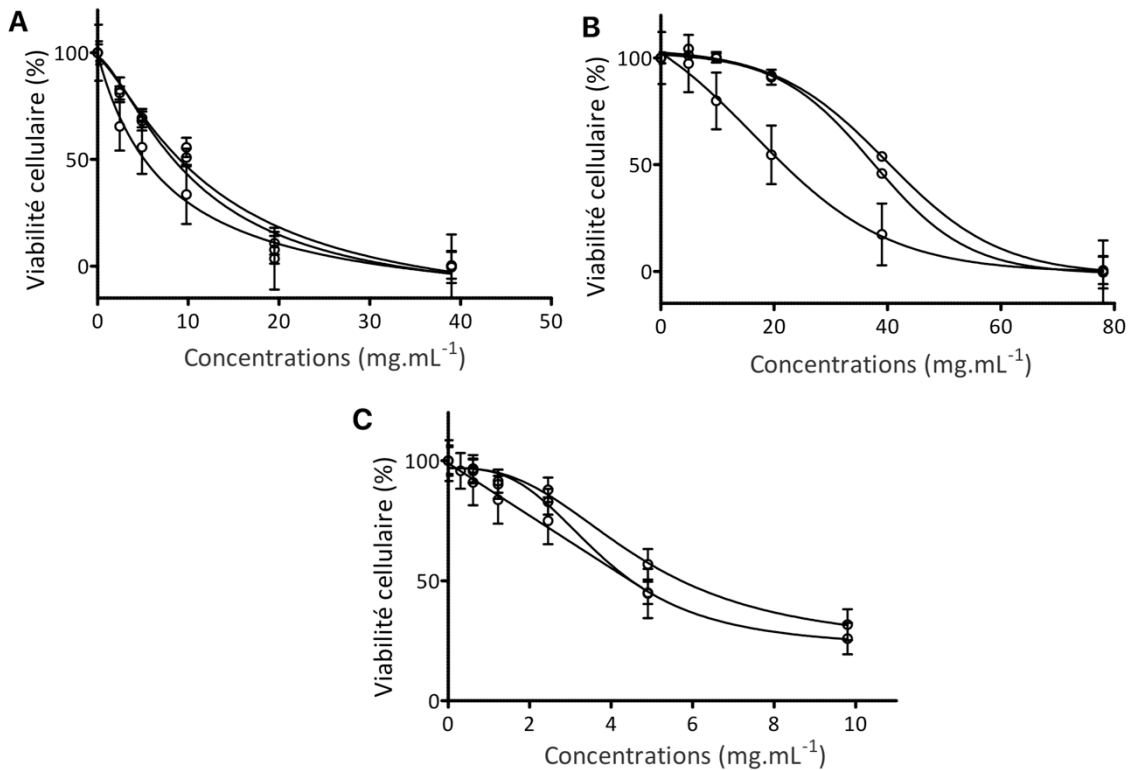 A
Viabilité cellulaire (%)
100
50
0
0 10 20 30 40 50
Concentrations (mg.mL⁻¹)
B
Viabilité cellulaire (%)
100
50
0
0 20 40 60 80
Concentrations (mg.mL⁻¹)
C
Viabilité cellulaire (%)
100
50
0
0 2 4 6 8 10
Concentrations (mg.mL⁻¹)